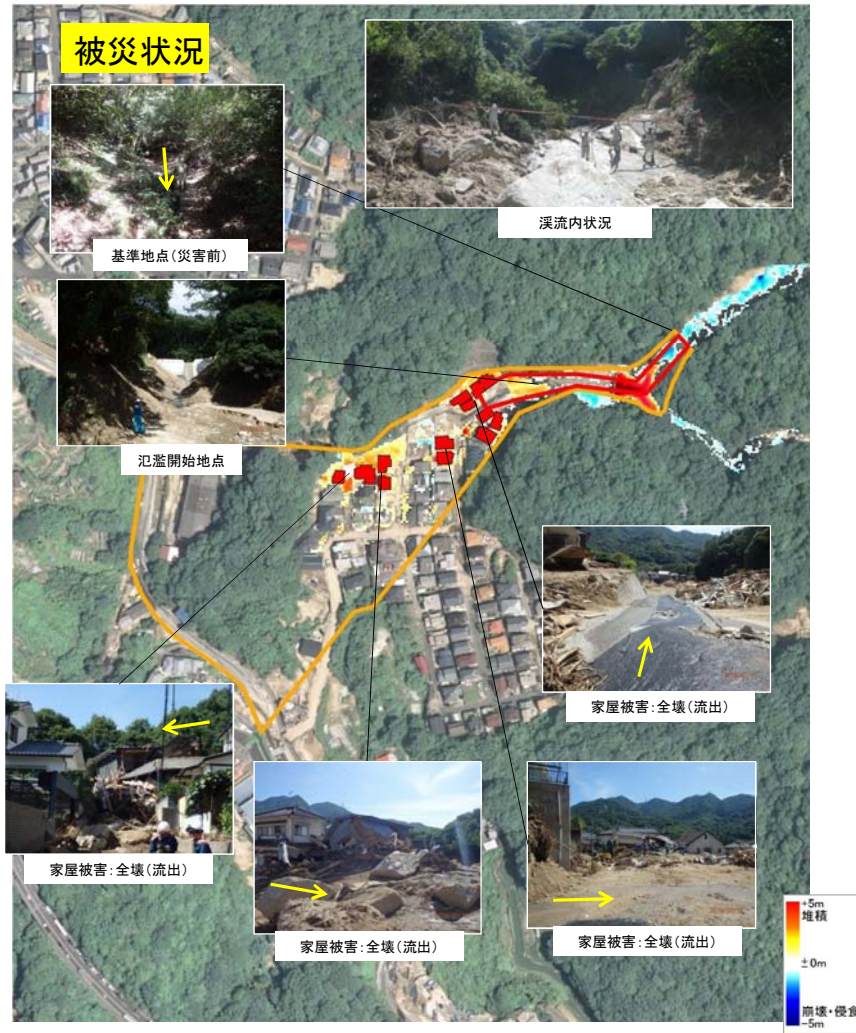 被災状況
基準地点(災害前)
渓流内状況
氾濫開始地点
家屋被害:全壊(流出)
家屋被害:全壊(流出)
家屋被害:全壊(流出)
家屋被害:全壊(流出)
+5m
堆積
±0m
崩壊・侵食
-5m